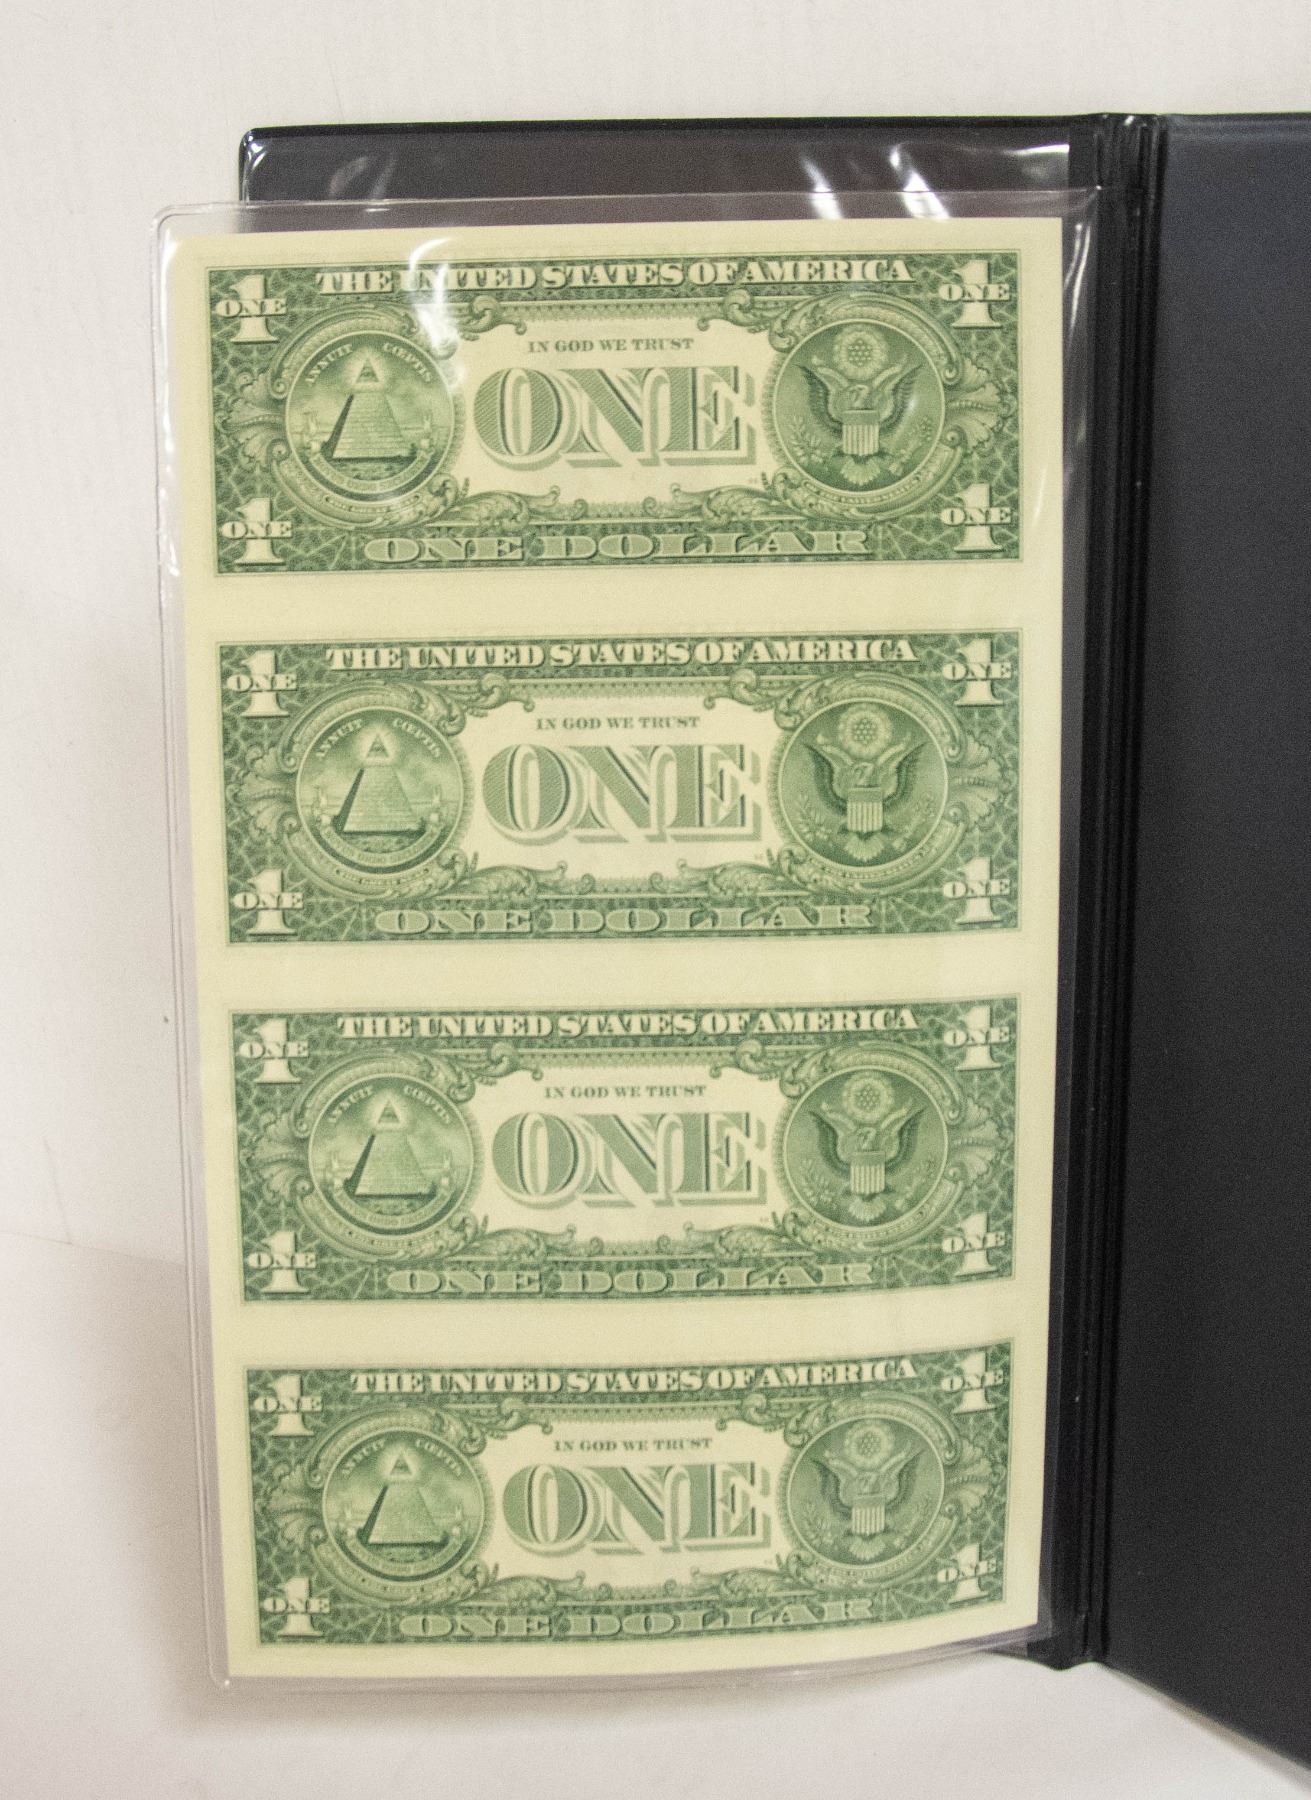 THE UNITED STATES OF AMERICA
1 ONE 1 ONE
ANNUIT CŒPTIS
IN GOD WE TRUST
ONE
1 ONE 1 ONE
ONE DOLLAR
THE UNITED STATES OF AMERICA
1 ONE 1 ONE
ANNUIT CŒPTIS
IN GOD WE TRUST
ONE
1 ONE 1 ONE
ONE DOLLAR
THE UNITED STATES OF AMERICA
1 ONE 1 ONE
ANNUIT CŒPTIS
IN GOD WE TRUST
ONE
1 ONE 1 ONE
ONE DOLLAR
THE UNITED STATES OF AMERICA
1 ONE 1 ONE
ANNUIT CŒPTIS
IN GOD WE TRUST
ONE
1 ONE 1 ONE
ONE DOLLAR